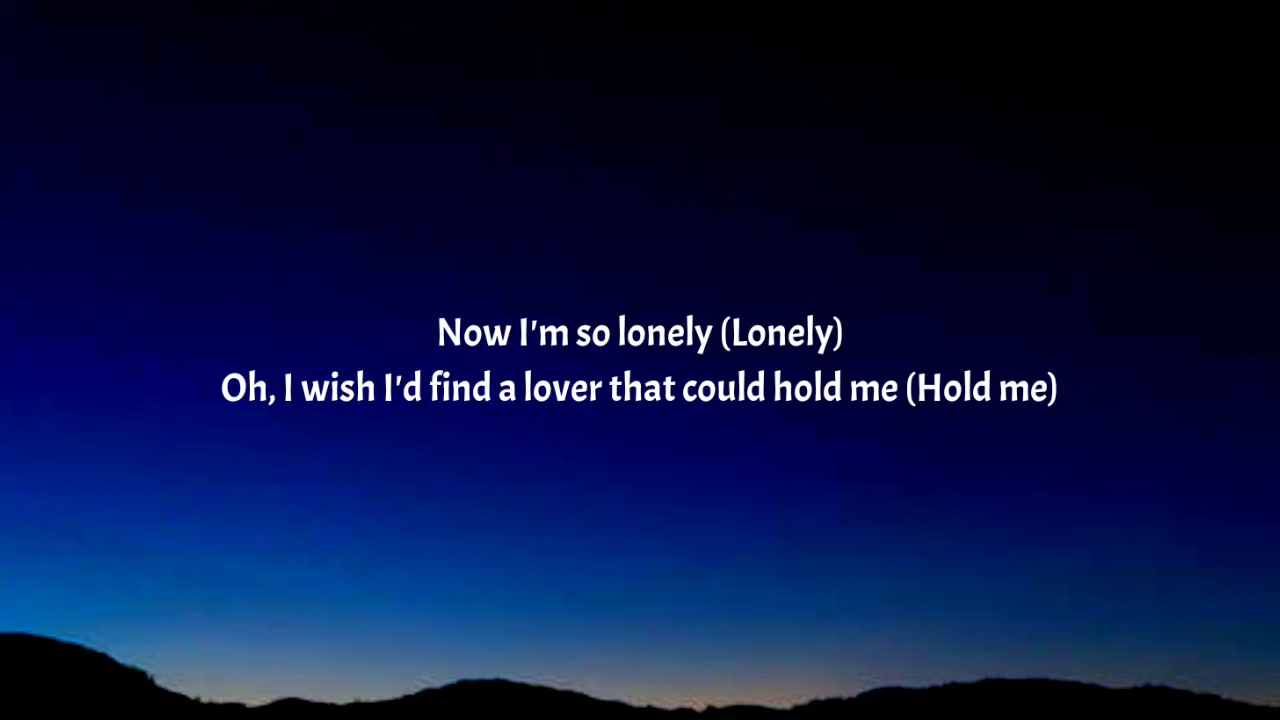 Now I'm so lonely (Lonely)
Oh, I wish I'd find a lover that could hold me (Hold me)